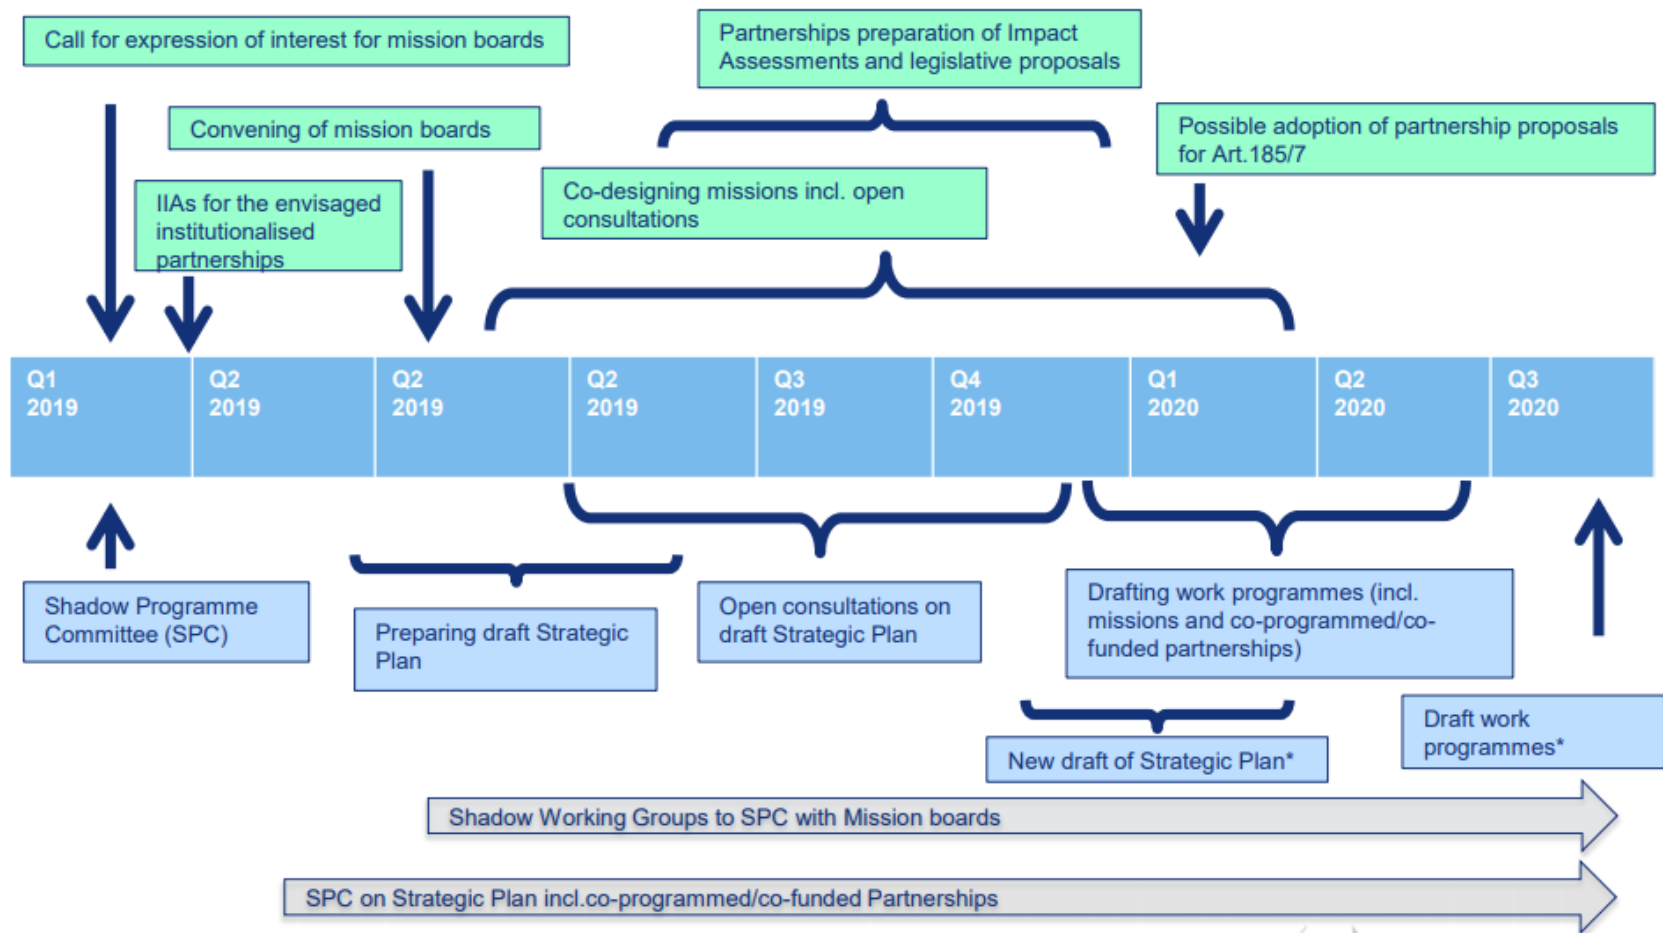 Call for expression of interest for mission boards
Partnerships preparation of Impact
Assessments and legislative proposals
Convening of mission boards
Possible adoption of partnership proposals
for Art.185/7
IIAs for the envisaged
institutionalised
partnerships
Co-designing missions incl. open
consultations
Q1
2019
Q2
2019
Q2
2019
Q2
2019
Q3
2019
Q4
2019
Q1
2020
Q2
2020
Q3
2020
Shadow Programme
Committee (SPC)
Preparing draft Strategic
Plan
Open consultations on
draft Strategic Plan
Drafting work programmes (incl.
missions and co-programmed/co-
funded partnerships)
New draft of Strategic Plan*
Draft work
programmes*
Shadow Working Groups to SPC with Mission boards
SPC on Strategic Plan incl.co-programmed/co-funded Partnerships